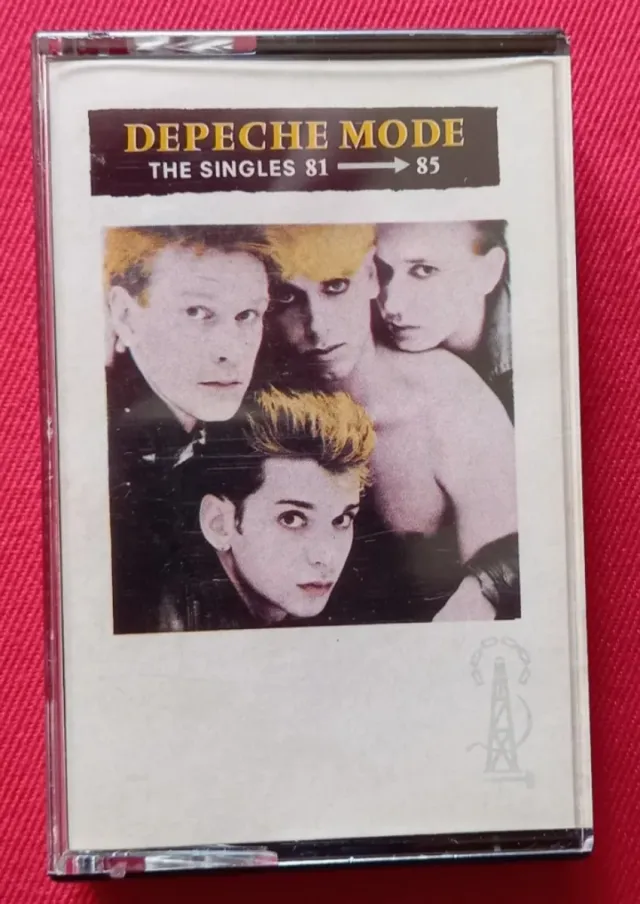 DEPECHE MODE
THE SINGLES 81 → 85